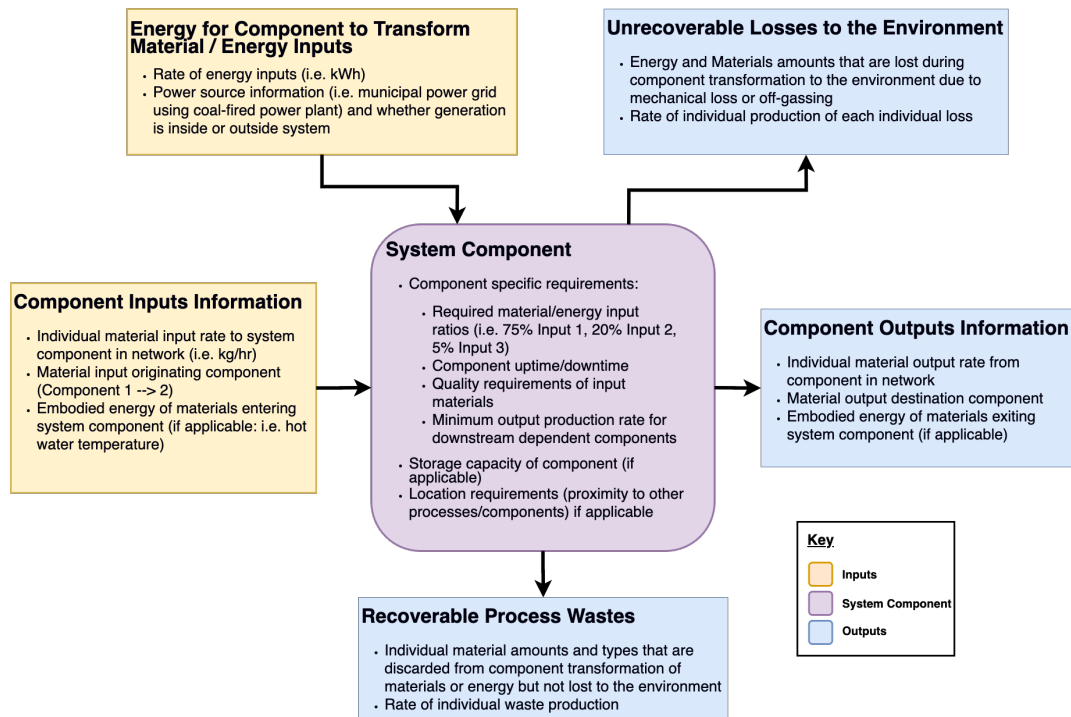 Energy for Component to Transform
Material / Energy Inputs
• Rate of energy inputs (i.e. kWh)
• Power source information (i.e. municipal power grid
using coal-fired power plant) and whether generation
is inside or outside system
Unrecoverable Losses to the Environment
• Energy and Materials amounts that are lost during
component transformation to the environment due to
mechanical loss or off-gassing
• Rate of individual production of each individual loss
Component Inputs Information
• Individual material input rate to system
component in network (i.e. kg/hr)
• Material input originating component
(Component 1 --> 2)
• Embodied energy of materials entering
system component (if applicable: i.e. hot
water temperature)
System Component
• Component specific requirements:
• Required material/energy input
ratios (i.e. 75% Input 1, 20% Input 2,
5% Input 3)
• Component uptime/downtime
• Quality requirements of input
materials
• Minimum output production rate for
downstream dependent components
• Storage capacity of component (if
applicable)
• Location requirements (proximity to other
processes/components) if applicable
Component Outputs Information
• Individual material output rate from
component in network
• Material output destination component
• Embodied energy of materials exiting
system component (if applicable)
Recoverable Process Wastes
• Individual material amounts and types that are
discarded from component transformation of
materials or energy but not lost to the environment
• Rate of individual waste production
Key
Inputs
System Component
Outputs